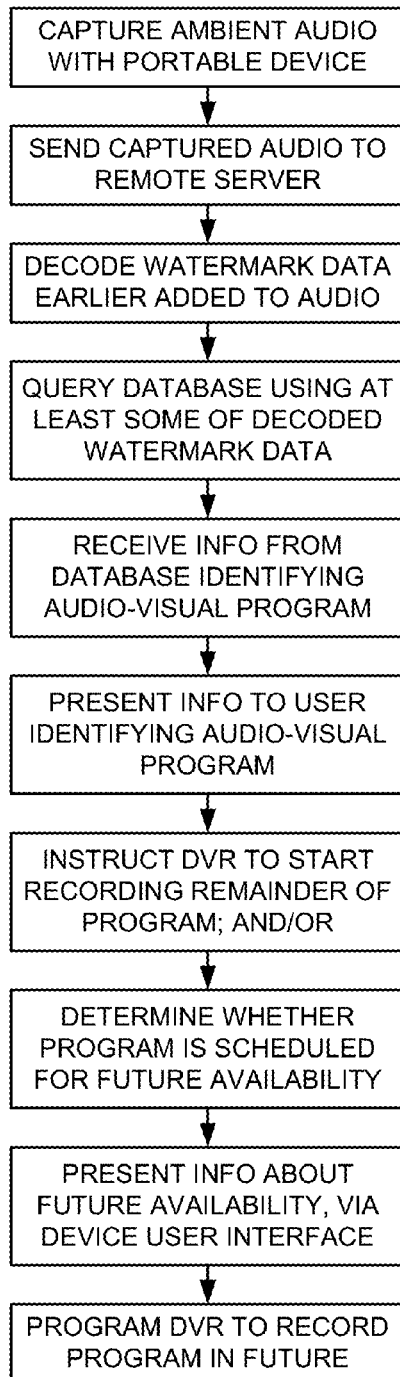 CAPTURE AMBIENT AUDIO
WITH PORTABLE DEVICE
SEND CAPTURED AUDIO TO
REMOTE SERVER
DECODE WATERMARK DATA
EARLIER ADDED TO AUDIO
QUERY DATABASE USING AT
LEAST SOME OF DECODED
WATERMARK DATA
RECEIVE INFO FROM
DATABASE IDENTIFYING
AUDIO-VISUAL PROGRAM
PRESENT INFO TO USER
IDENTIFYING AUDIO-VISUAL
PROGRAM
INSTRUCT DVR TO START
RECORDING REMAINDER OF
PROGRAM; AND/OR
DETERMINE WHETHER
PROGRAM IS SCHEDULED
FOR FUTURE AVAILABILITY
PRESENT INFO ABOUT
FUTURE AVAILABILITY, VIA
DEVICE USER INTERFACE
PROGRAM DVR TO RECORD
PROGRAM IN FUTURE